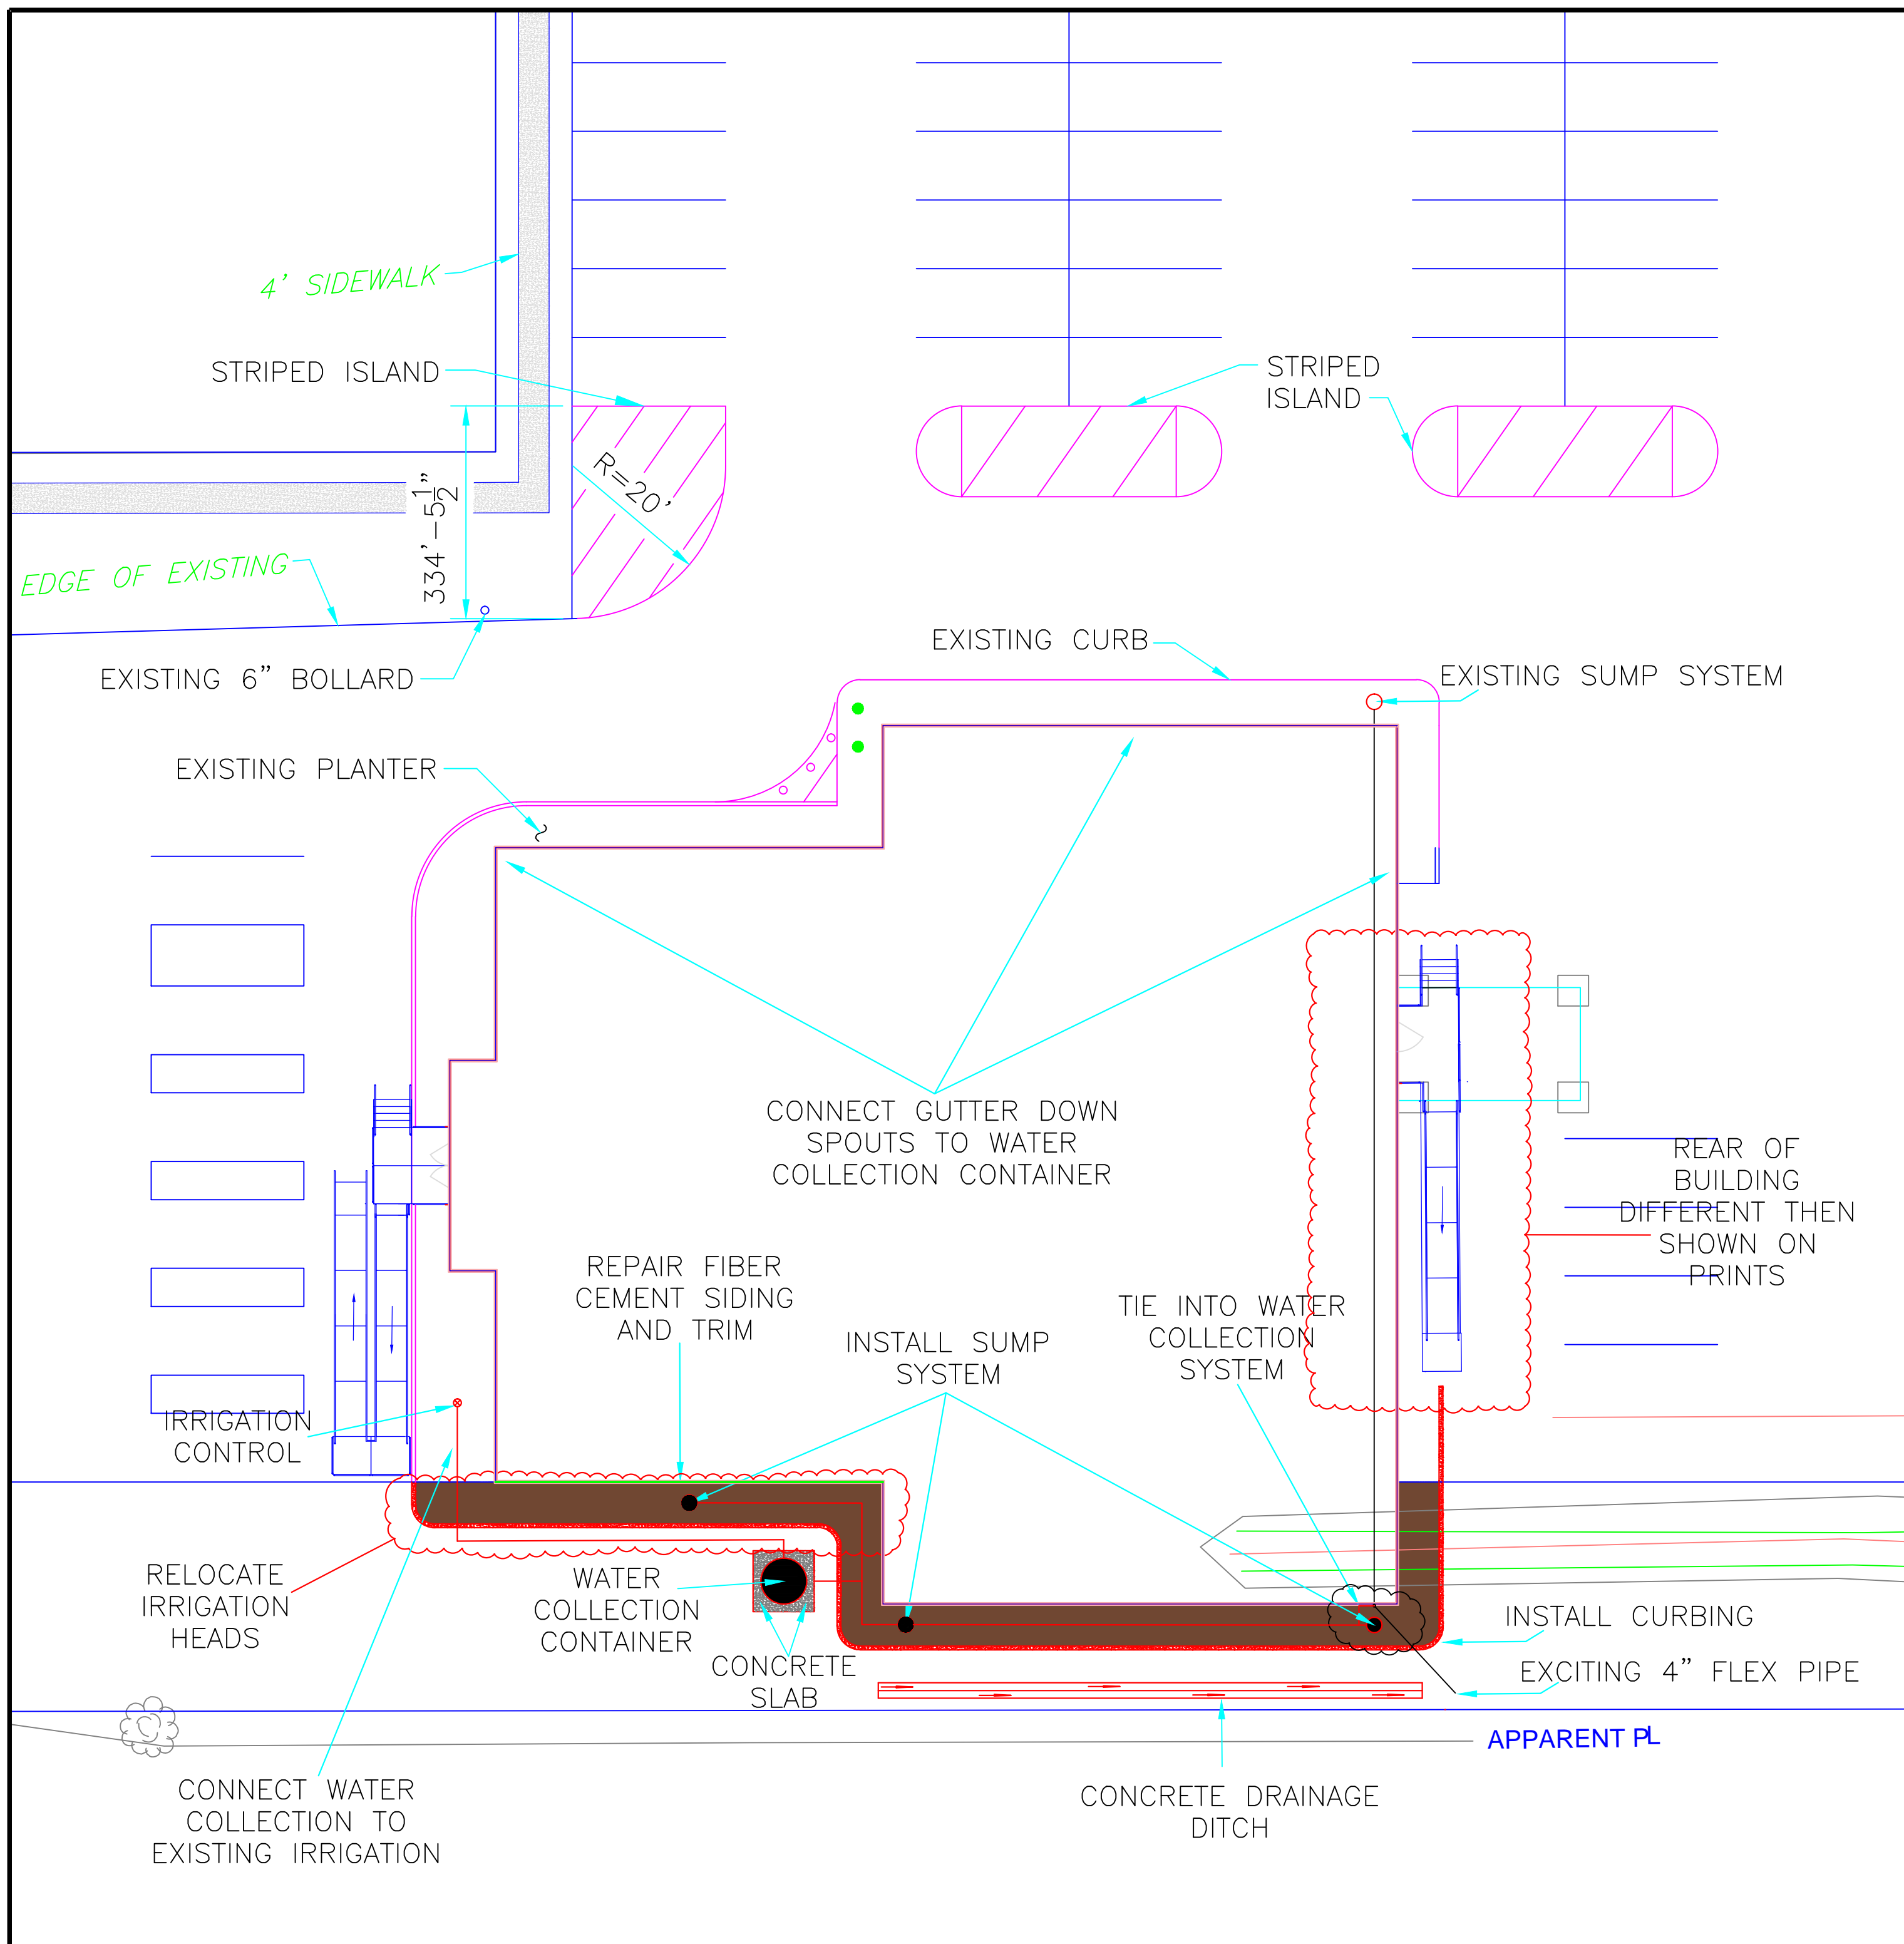 4' SIDEWALK
STRIPED ISLAND
STRIPED
ISLAND
R=20'
334'-5 1/2"
EDGE OF EXISTING
EXISTING 6" BOLLARD
EXISTING CURB
EXISTING SUMP SYSTEM
EXISTING PLANTER
CONNECT GUTTER DOWN
SPOUTS TO WATER
COLLECTION CONTAINER
REAR OF
BUILDING
DIFFERENT THEN
SHOWN ON
PRINTS
REPAIR FIBER
CEMENT SIDING
AND TRIM
INSTALL SUMP
SYSTEM
TIE INTO WATER
COLLECTION
SYSTEM
IRRIGATION
CONTROL
RELOCATE
IRRIGATION
HEADS
WATER
COLLECTION
CONTAINER
CONCRETE
SLAB
INSTALL CURBING
EXCITING 4" FLEX PIPE
APPARENT PL
CONNECT WATER
COLLECTION TO
EXISTING IRRIGATION
CONCRETE DRAINAGE
DITCH